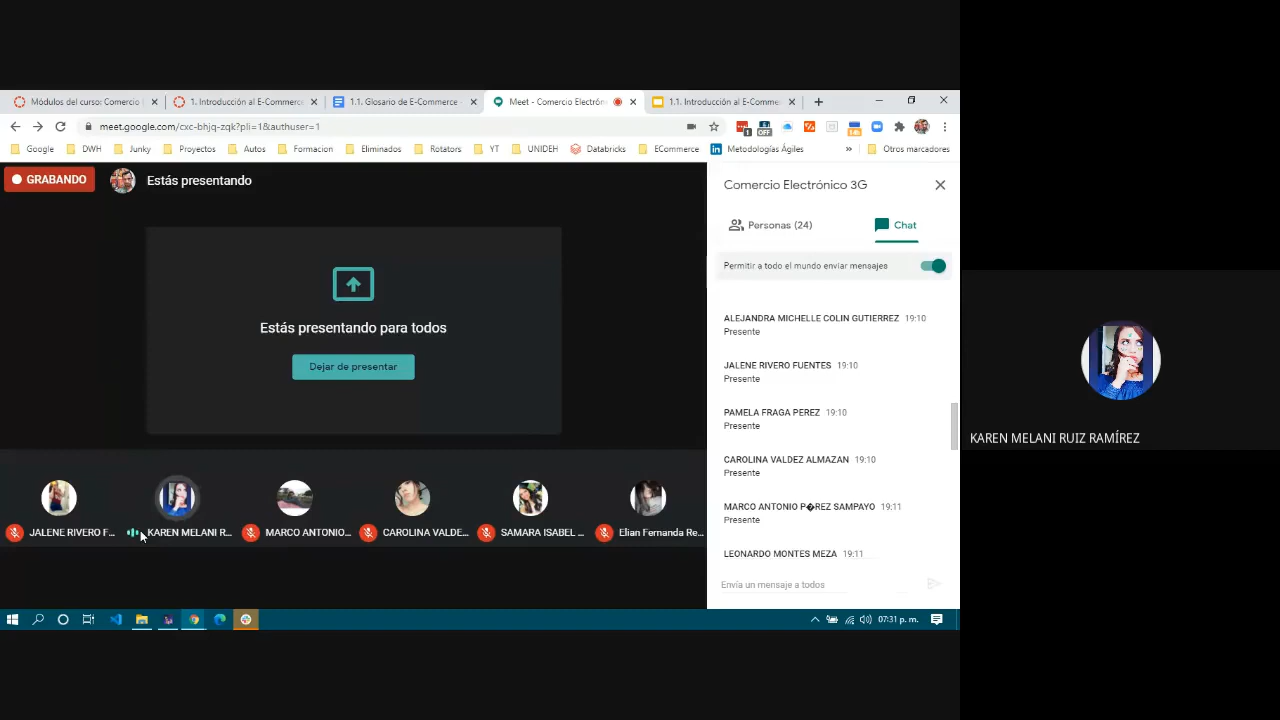 Módulos del curso: Comercio
1. Introducción al E-Commerce
1.1. Glosario de E-Commerce -
Meet - Comercio Electróni
1.1. Introducción al E-Commer
meet.google.com/cxc-bhjq-zqk?pli=1&authuser=1
1
OFF
Google
DWH
Junky
Proyectos
Autos
Formacion
Eliminados
Rotators
YT
UNIDEH
Databricks
ECommerce
Metodologías Ágiles
»
Otros marcadores
GRABANDO
Estás presentando
Comercio Electrónico 3G
Personas (24)
Chat
Permitir a todo el mundo enviar mensajes
Estás presentando para todos
Dejar de presentar
ALEJANDRA MICHELLE COLIN GUTIERREZ 19:10
Presente
JALENE RIVERO FUENTES 19:10
Presente
PAMELA FRAGA PEREZ 19:10
Presente
CAROLINA VALDEZ ALMAZAN 19:10
Presente
MARCO ANTONIO P�REZ SAMPAYO 19:11
Presente
LEONARDO MONTES MEZA 19:11
Envía un mensaje a todos
JALENE RIVERO F...
KAREN MELANI R...
MARCO ANTONIO...
CAROLINA VALDE...
SAMARA ISABEL ...
Elian Fernanda Re...
07:31 p. m.
KAREN MELANI RUIZ RAMÍREZ